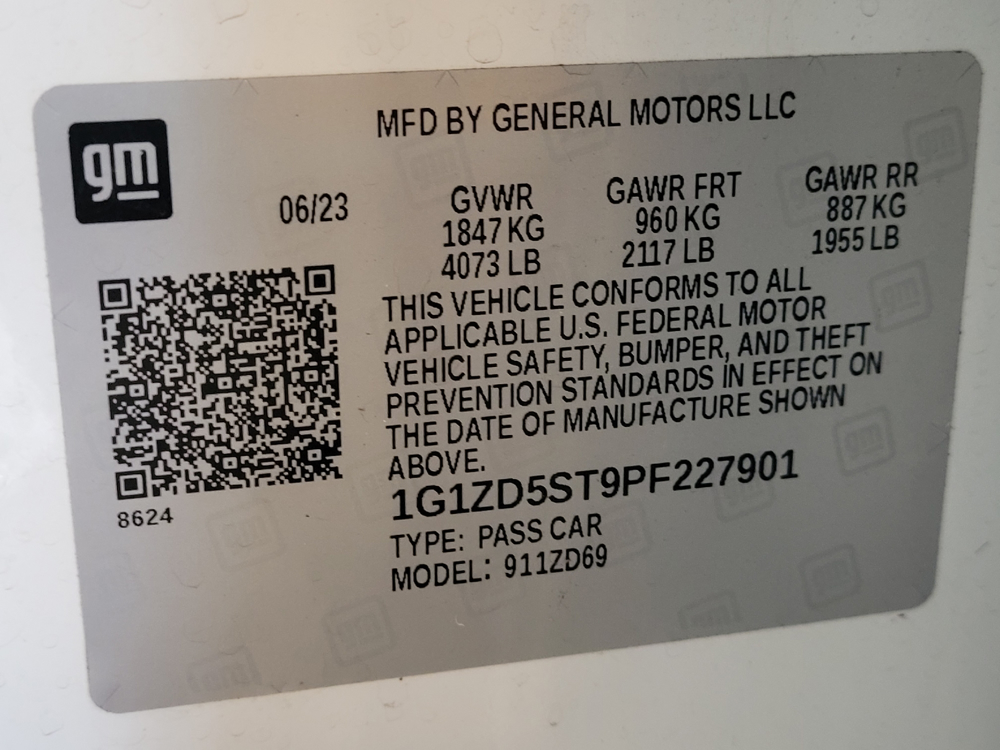 gm
MFD BY GENERAL MOTORS LLC
06/23
GVWR
1847 KG
4073 LB
GAWR FRT
960 KG
2117 LB
GAWR RR
887 KG
1955 LB
THIS VEHICLE CONFORMS TO ALL
APPLICABLE U.S. FEDERAL MOTOR
VEHICLE SAFETY, BUMPER, AND THEFT
PREVENTION STANDARDS IN EFFECT ON
THE DATE OF MANUFACTURE SHOWN
ABOVE.
1G1ZD5ST9PF227901
TYPE: PASS CAR
MODEL: 911ZD69
8624